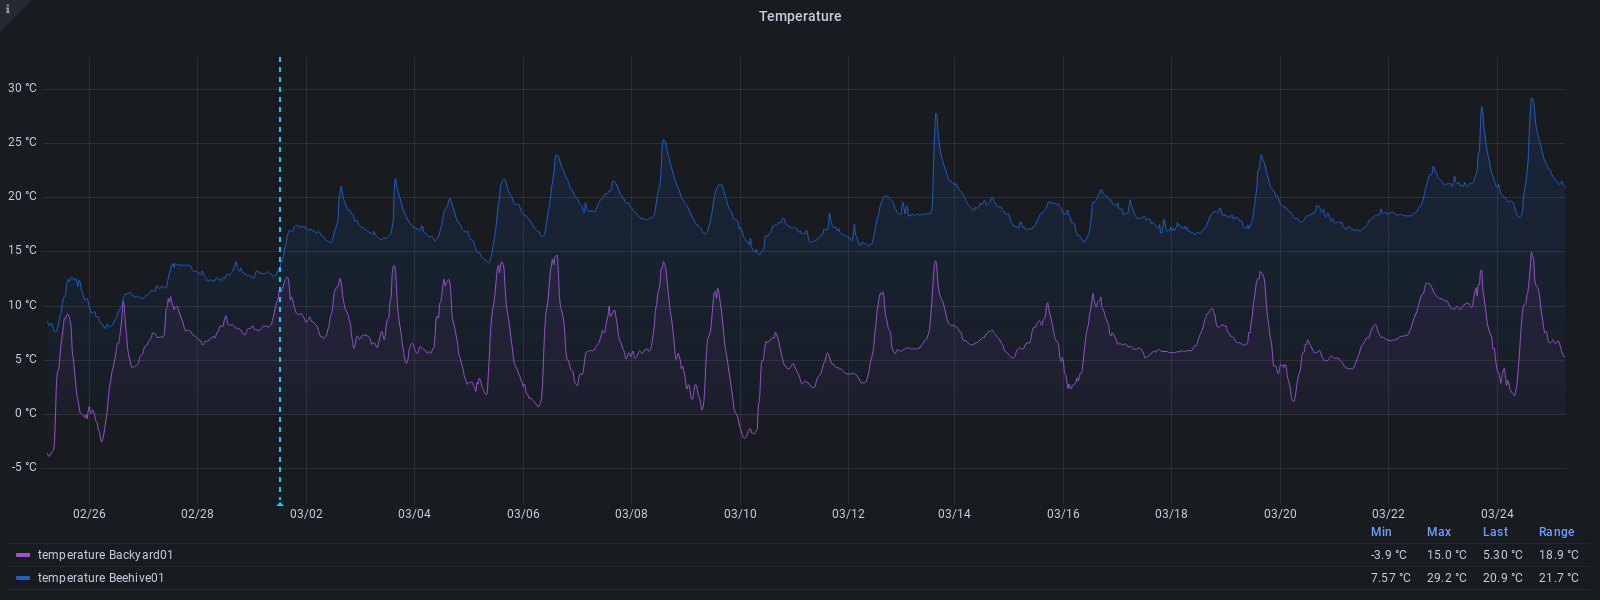 i
Temperature
30 °C
25 °C
20 °C
15 °C
10 °C
5 °C
0 °C
-5 °C
02/26 02/28 03/02 03/04 03/06 03/08 03/10 03/12 03/14 03/16 03/18 03/20 03/22 03/24
Min Max Last Range
temperature Backyard01 -3.9 °C 15.0 °C 5.30 °C 18.9 °C
temperature Beehive01 7.57 °C 29.2 °C 20.9 °C 21.7 °C